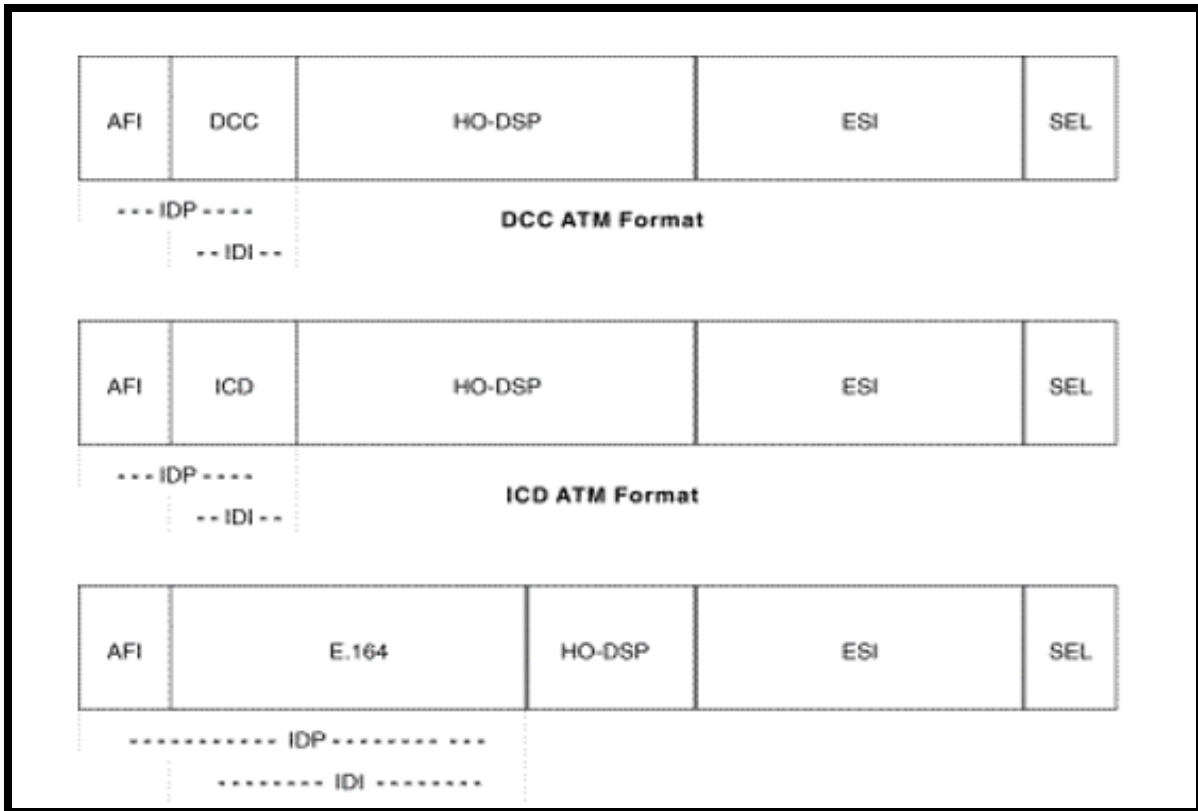 AFI DCC HO-DSP ESI SEL
- - - IDP - - - -
DCC ATM Format
- - IDI - -
AFI ICD HO-DSP ESI SEL
- - - IDP - - - -
ICD ATM Format
- - IDI - -
AFI E.164 HO-DSP ESI SEL
- - - - - - - - - - - IDP - - - - - - - - - - -
- - - - - - - - IDI - - - - - - - -